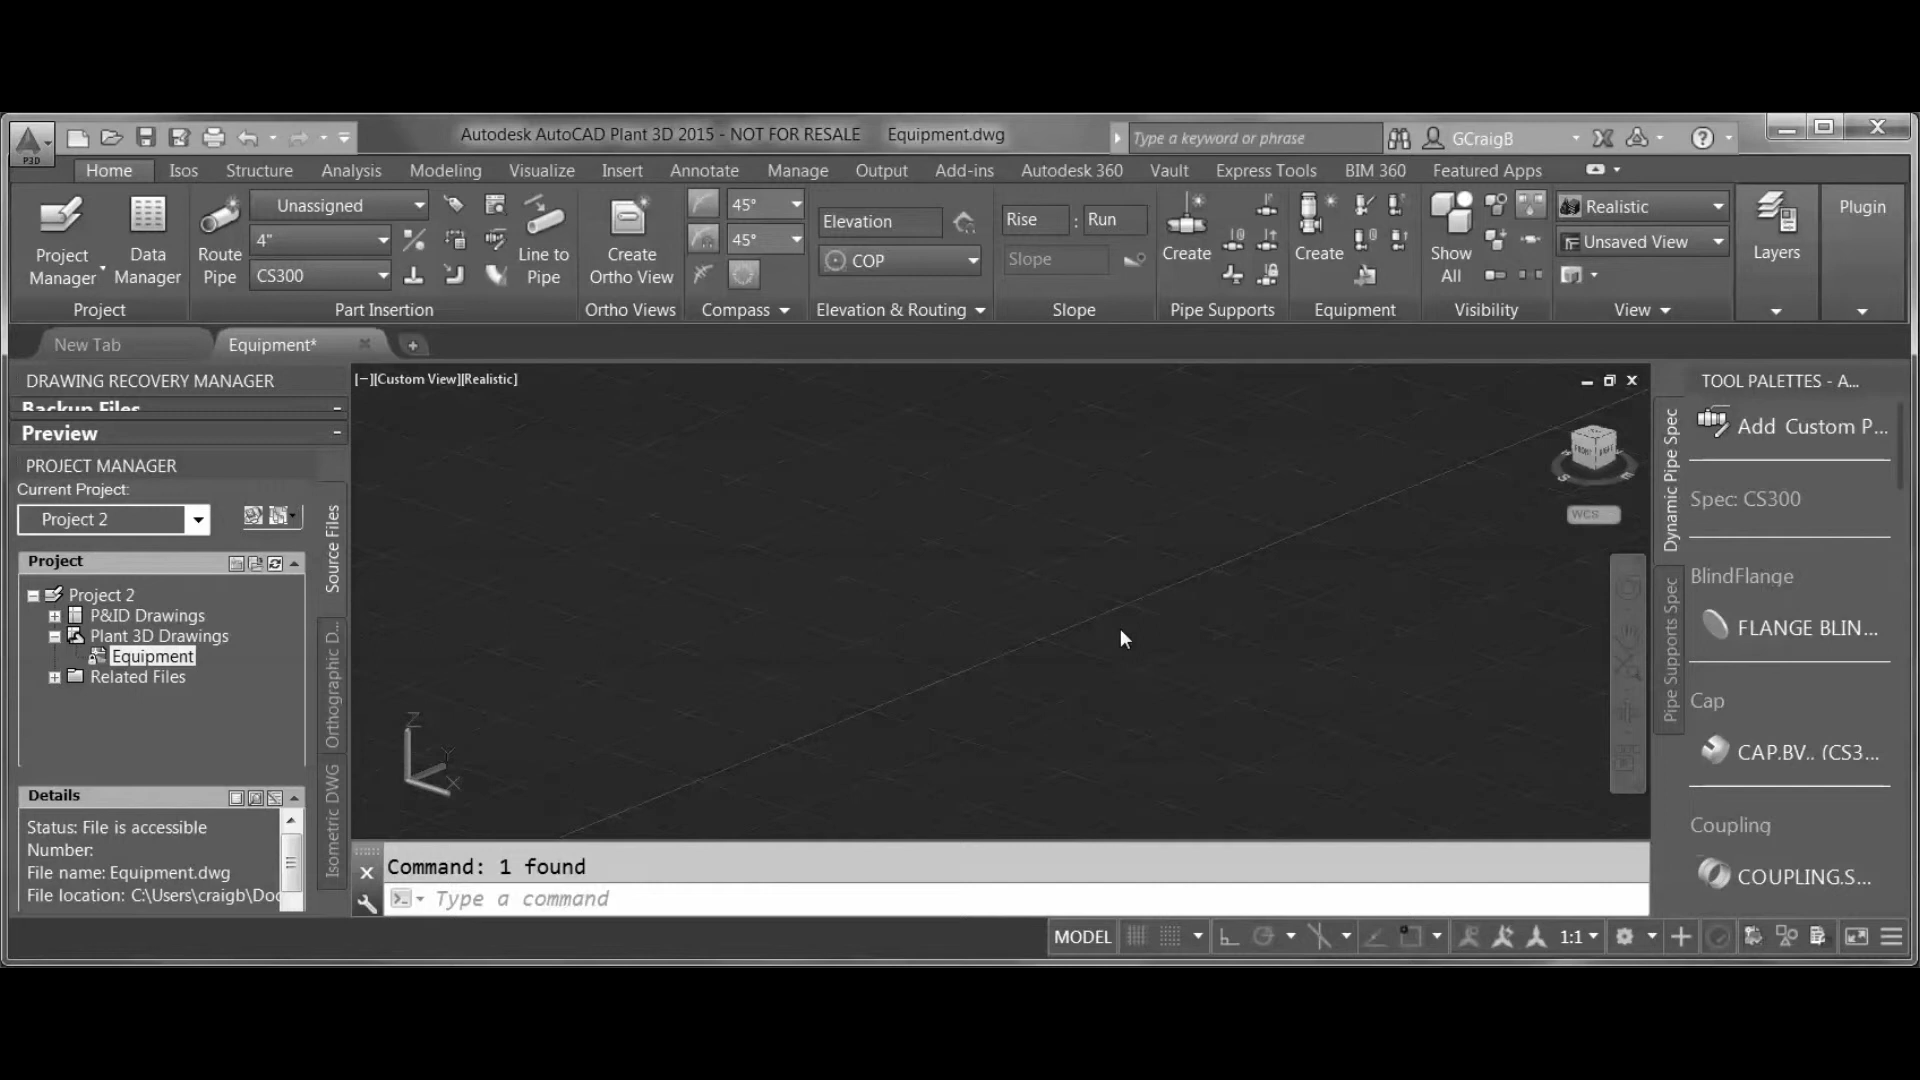 P3D
Autodesk AutoCAD Plant 3D 2015 - NOT FOR RESALE Equipment.dwg
Type a keyword or phrase
GCraigB
Home Isos Structure Analysis Modeling Visualize Insert Annotate Manage Output Add-ins Autodesk 360 Vault Express Tools BIM 360 Featured Apps
Project Manager
Data Manager
Project
Route Pipe
Unassigned
4"
CS300
Line to Pipe
Part Insertion
Create Ortho View
Ortho Views
45°
45°
Compass
Elevation
COP
Elevation & Routing
Rise : Run
Slope
Slope
Create
Pipe Supports
Create
Equipment
Show All
Visibility
Realistic
Unsaved View
View
Layers
Plugin
New Tab
Equipment*
DRAWING RECOVERY MANAGER
Backup Files
Preview
PROJECT MANAGER
Current Project:
Project 2
Project
Project 2
P&ID Drawings
Plant 3D Drawings
Equipment
Related Files
Details
Status: File is accessible
Number:
File name: Equipment.dwg
File location: C:\Users\craigb\Doc
Source Files
Orthographic D...
Isometric DWG
[−][Custom View][Realistic]
FRONT
S
E
WCS
Z
Y
X
Command: 1 found
Type a command
TOOL PALETTES - A...
Dynamic Pipe Spec
Pipe Supports Spec
Add Custom P...
Spec: CS300
BlindFlange
FLANGE BLIN...
Cap
CAP.BV.. (CS3...
Coupling
COUPLING.S...
MODEL
1:1